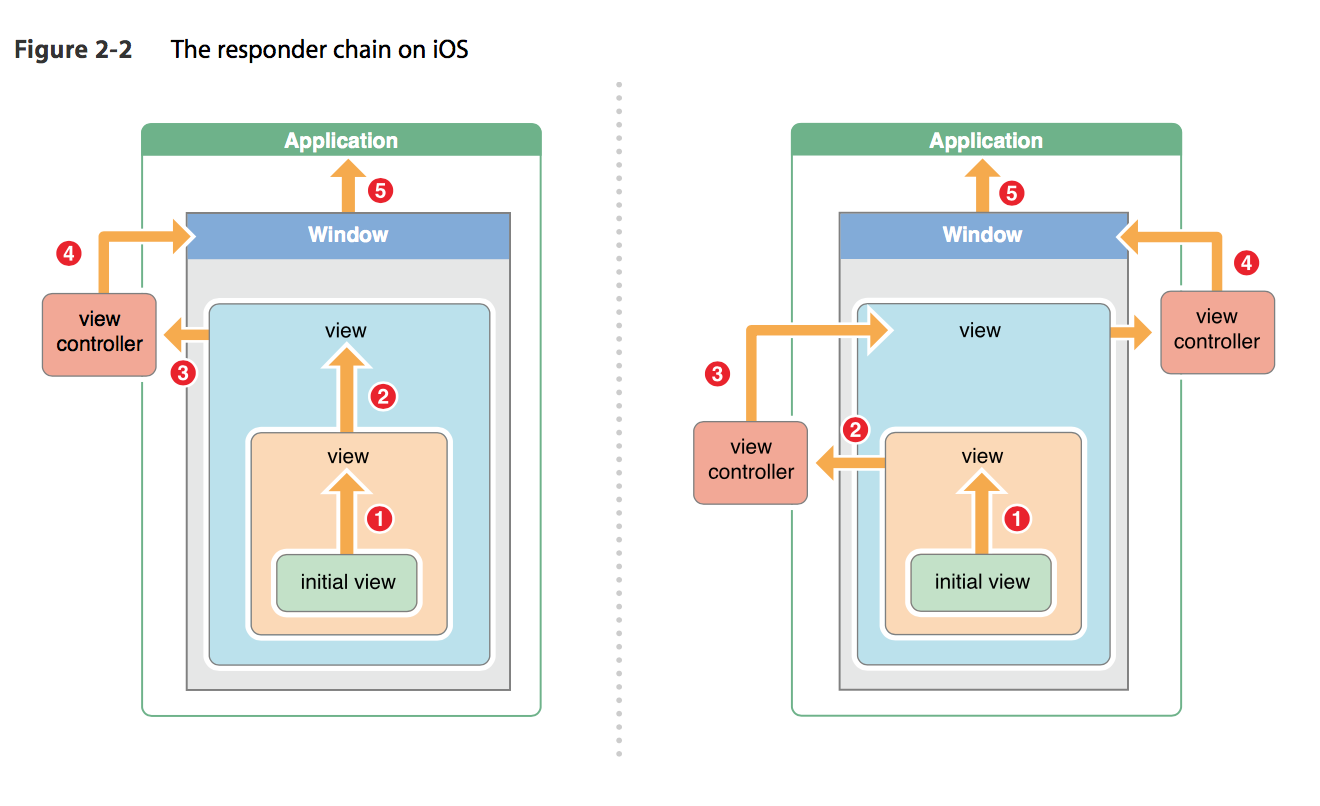 Figure 2-2 The responder chain on iOS
Application
5
Window
4
view
controller
3
view
2
view
1
initial view
Application
5
Window
4
view
controller
view
3
view
controller
2
view
1
initial view